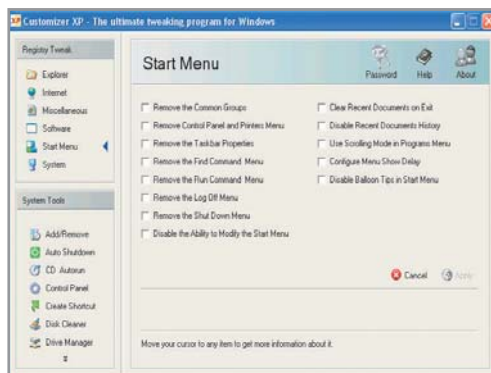 Customizer XP - The ultimate tweaking program for Windows
Registry Tweak
Explorer
Internet
Miscellaneous
Software
Start Menu
System
System Tools
Add/Remove
Auto Shutdown
CD Autorun
Control Panel
Create Shortcut
Disk Cleaner
Drive Manager
Start Menu
Password
Help
About
Remove the Common Groups
Remove Control Panel and Printers Menu
Remove the Taskbar Properties
Remove the Find Command Menu
Remove the Run Command Menu
Remove the Log Off Menu
Remove the Shut Down Menu
Disable the Ability to Modify the Start Menu
Clear Recent Documents on Exit
Disable Recent Documents History
Use Scrolling Mode in Programs Menu
Configure Menu Show Delay
Disable Balloon Tips in Start Menu
Cancel
Apply
Move your cursor to any item to get more information about it.